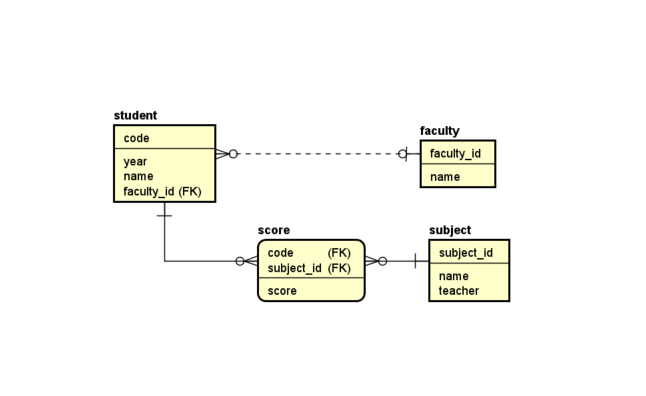 student
code
year
name
faculty_id (FK)
faculty
faculty_id
name
score
code (FK)
subject_id (FK)
score
subject
subject_id
name
teacher